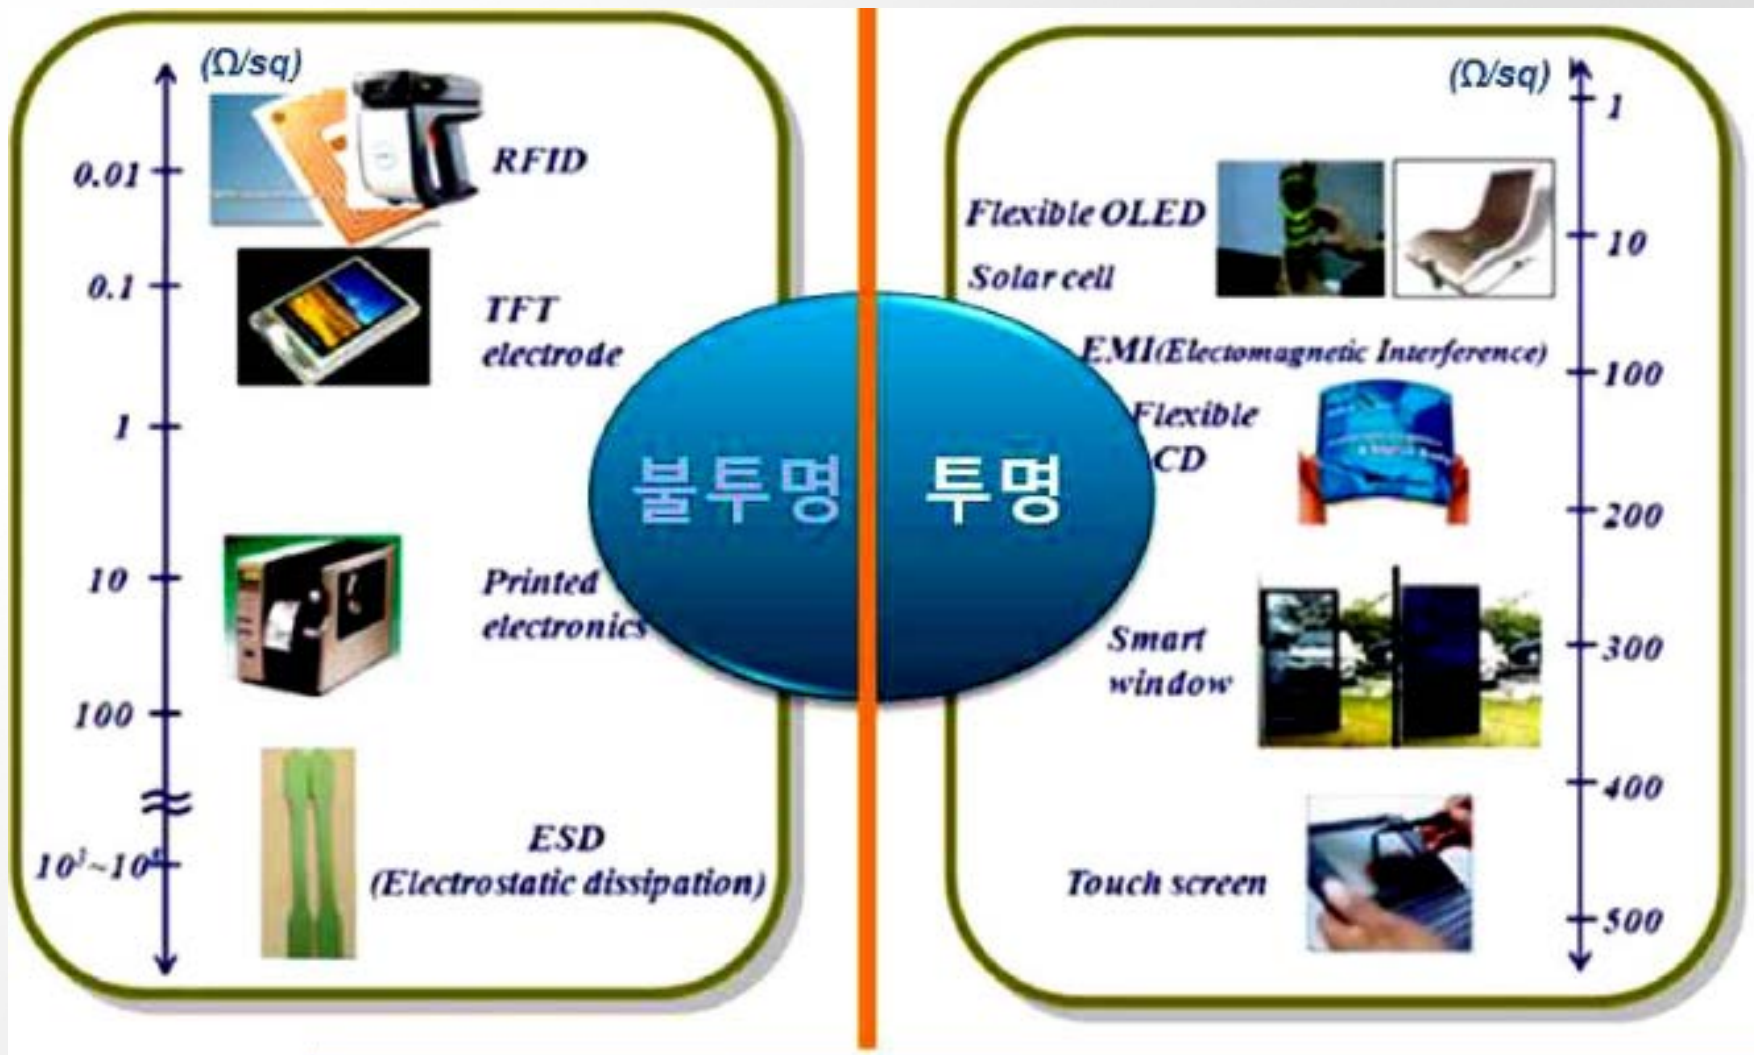 (Ω/sq)
0.01
0.1
1
10
100
RFID
TFT
electrode
Printed
electronics
ESD
(Electrostatic dissipation)
불투명
투명
(Ω/sq)
1
10
100
200
300
400
500
Flexible OLED
Solar cell
EMI(Electomagnetic Interference)
Flexible
CD
Smart
window
Touch screen